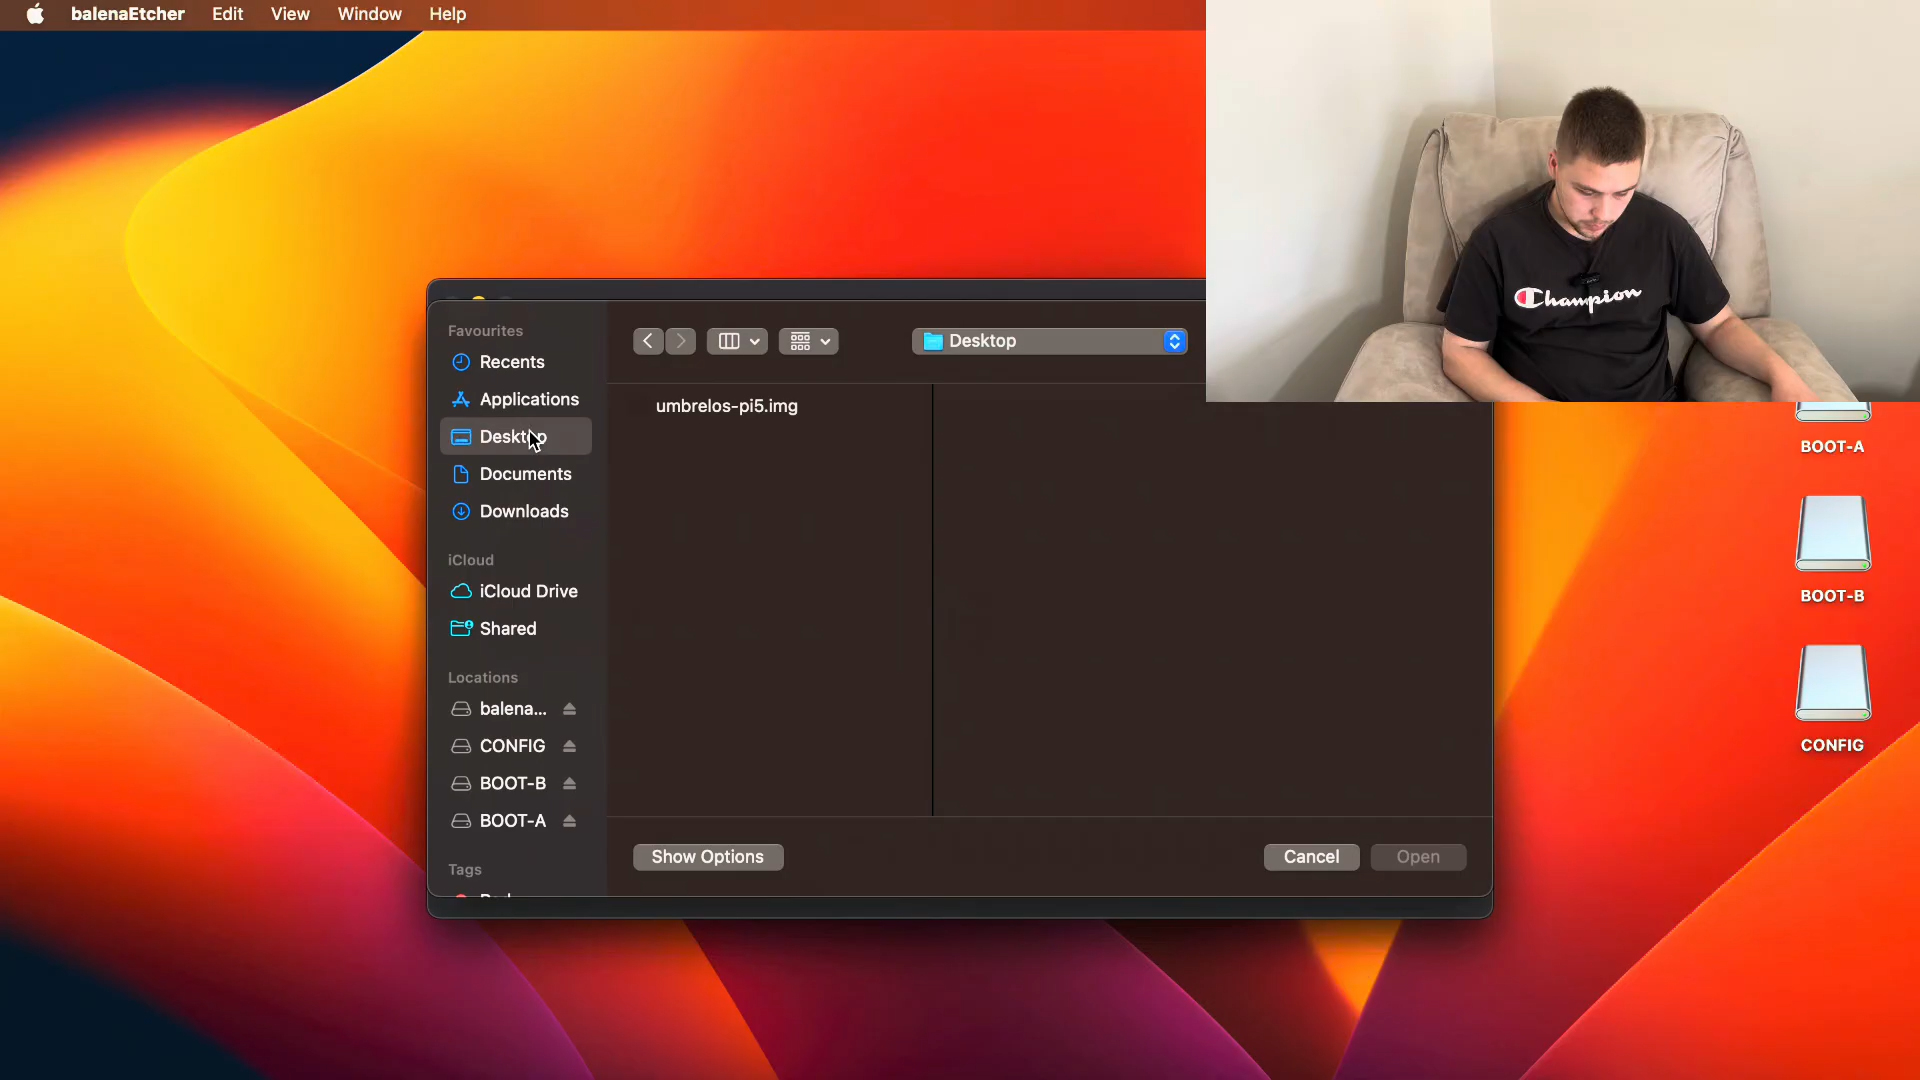 balenaEtcher Edit View Window Help
Favourites
Recents
Applications
Desktop
Documents
Downloads
iCloud
iCloud Drive
Shared
Locations
balena...
CONFIG
BOOT-B
BOOT-A
Tags
Desktop
umbrelos-pi5.img
Show Options
Cancel
Open
Champion
BOOT-A
BOOT-B
CONFIG